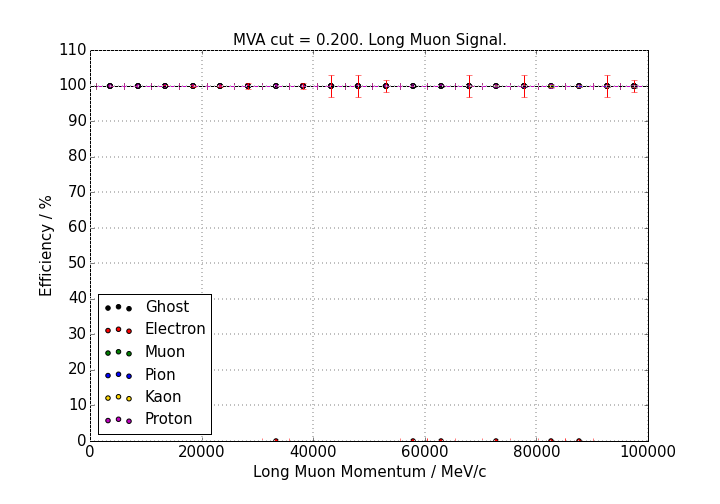 MVA cut = 0.200. Long Muon Signal.
110
100
90
80
70
60
50
40
30
20
10
0
Efficiency / %
Ghost
Electron
Muon
Pion
Kaon
Proton
0 20000 40000 60000 80000 100000
Long Muon Momentum / MeV/c